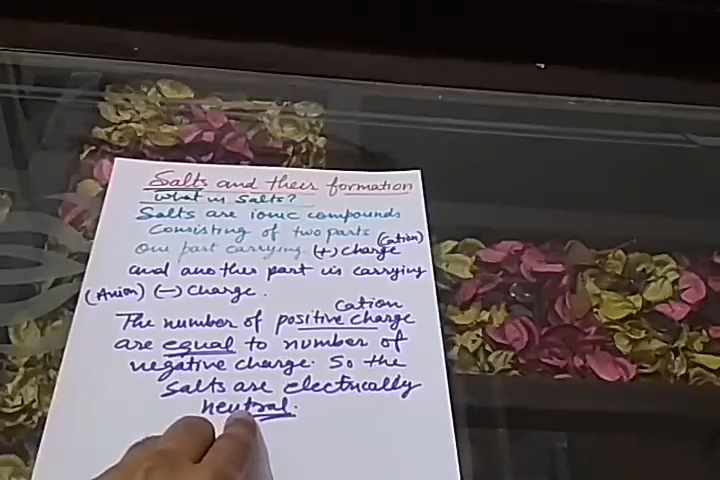 Salts and their formation
What is Salts?
Salts are ionic compounds
Consisting of two parts
One part carrying (+) charge (Cation)
and another part is carrying
(Anion) (-) charge.
The number of positive charge cation
are equal to number of
negative charge. So the
Salts are electrically
neutral.